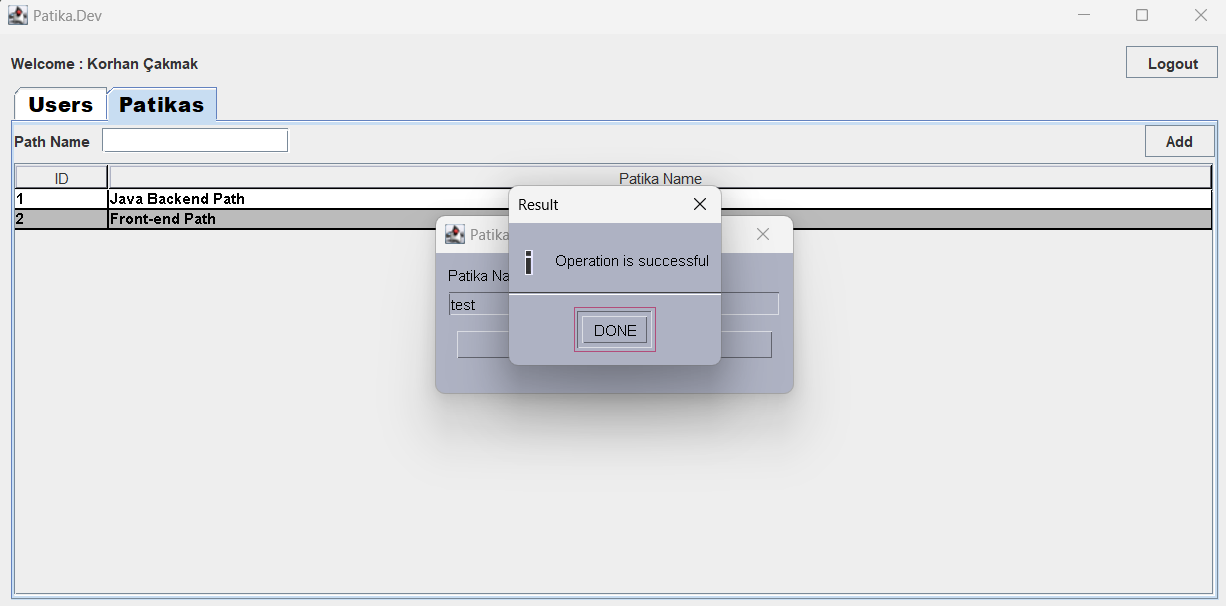 Patika.Dev
Welcome : Korhan Çakmak
Logout
Users
Patikas
Path Name
Add
ID
Patika Name
1
Java Backend Path
2
Front-end Path
Result
Operation is successful
DONE
Patika
Patika Na
test